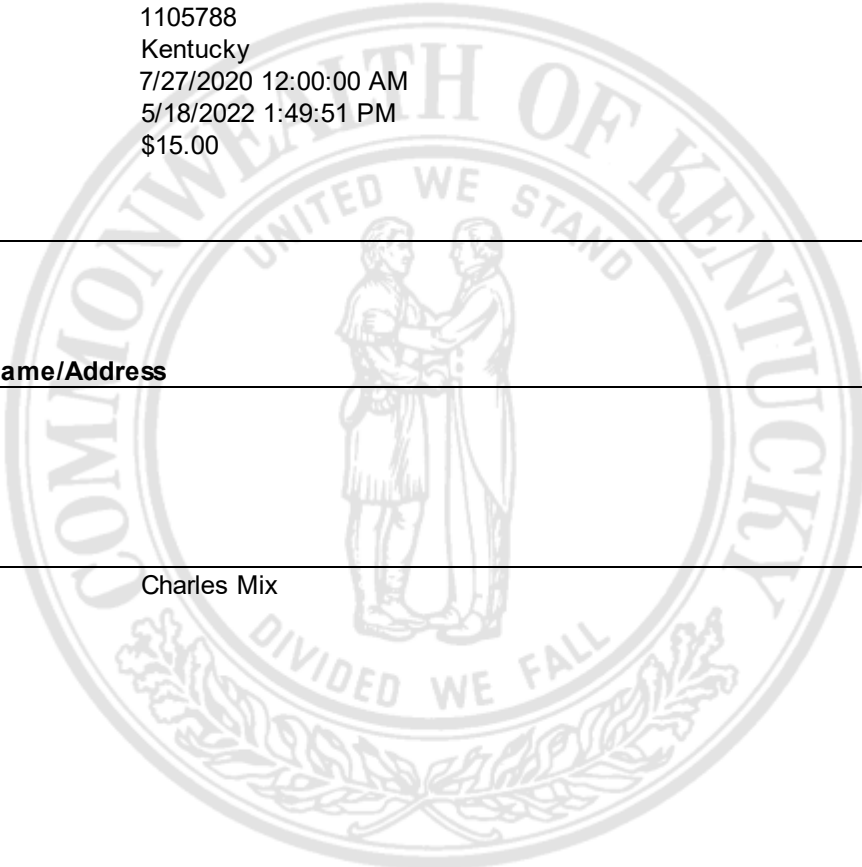 1105788
Kentucky
7/27/2020 12:00:00 AM
5/18/2022 1:49:51 PM
$15.00
COMMONWEALTH OF KENTUCKY
UNITED WE STAND
ame/Address
Charles Mix
DIVIDED WE FALL